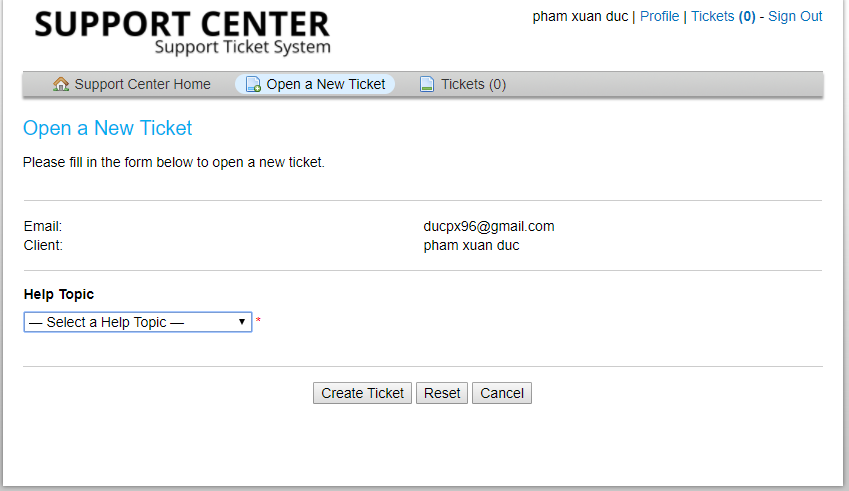 SUPPORT CENTER
Support Ticket System
pham xuan duc | Profile | Tickets (0) - Sign Out
Support Center Home Open a New Ticket Tickets (0)
Open a New Ticket
Please fill in the form below to open a new ticket.
Email: ducpx96@gmail.com
Client: pham xuan duc
Help Topic
— Select a Help Topic — *
Create Ticket Reset Cancel